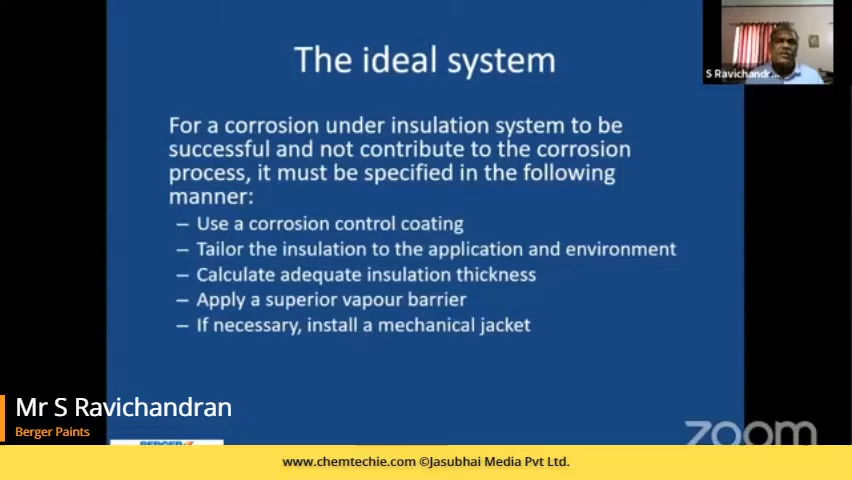 The ideal system
S Ravichandr...
For a corrosion under insulation system to be
successful and not contribute to the corrosion
process, it must be specified in the following
manner:
– Use a corrosion control coating
– Tailor the insulation to the application and environment
– Calculate adequate insulation thickness
– Apply a superior vapour barrier
– If necessary, install a mechanical jacket
Mr S Ravichandran
Berger Paints
BERGER
zoom
www.chemtechie.com ©Jasubhai Media Pvt Ltd.